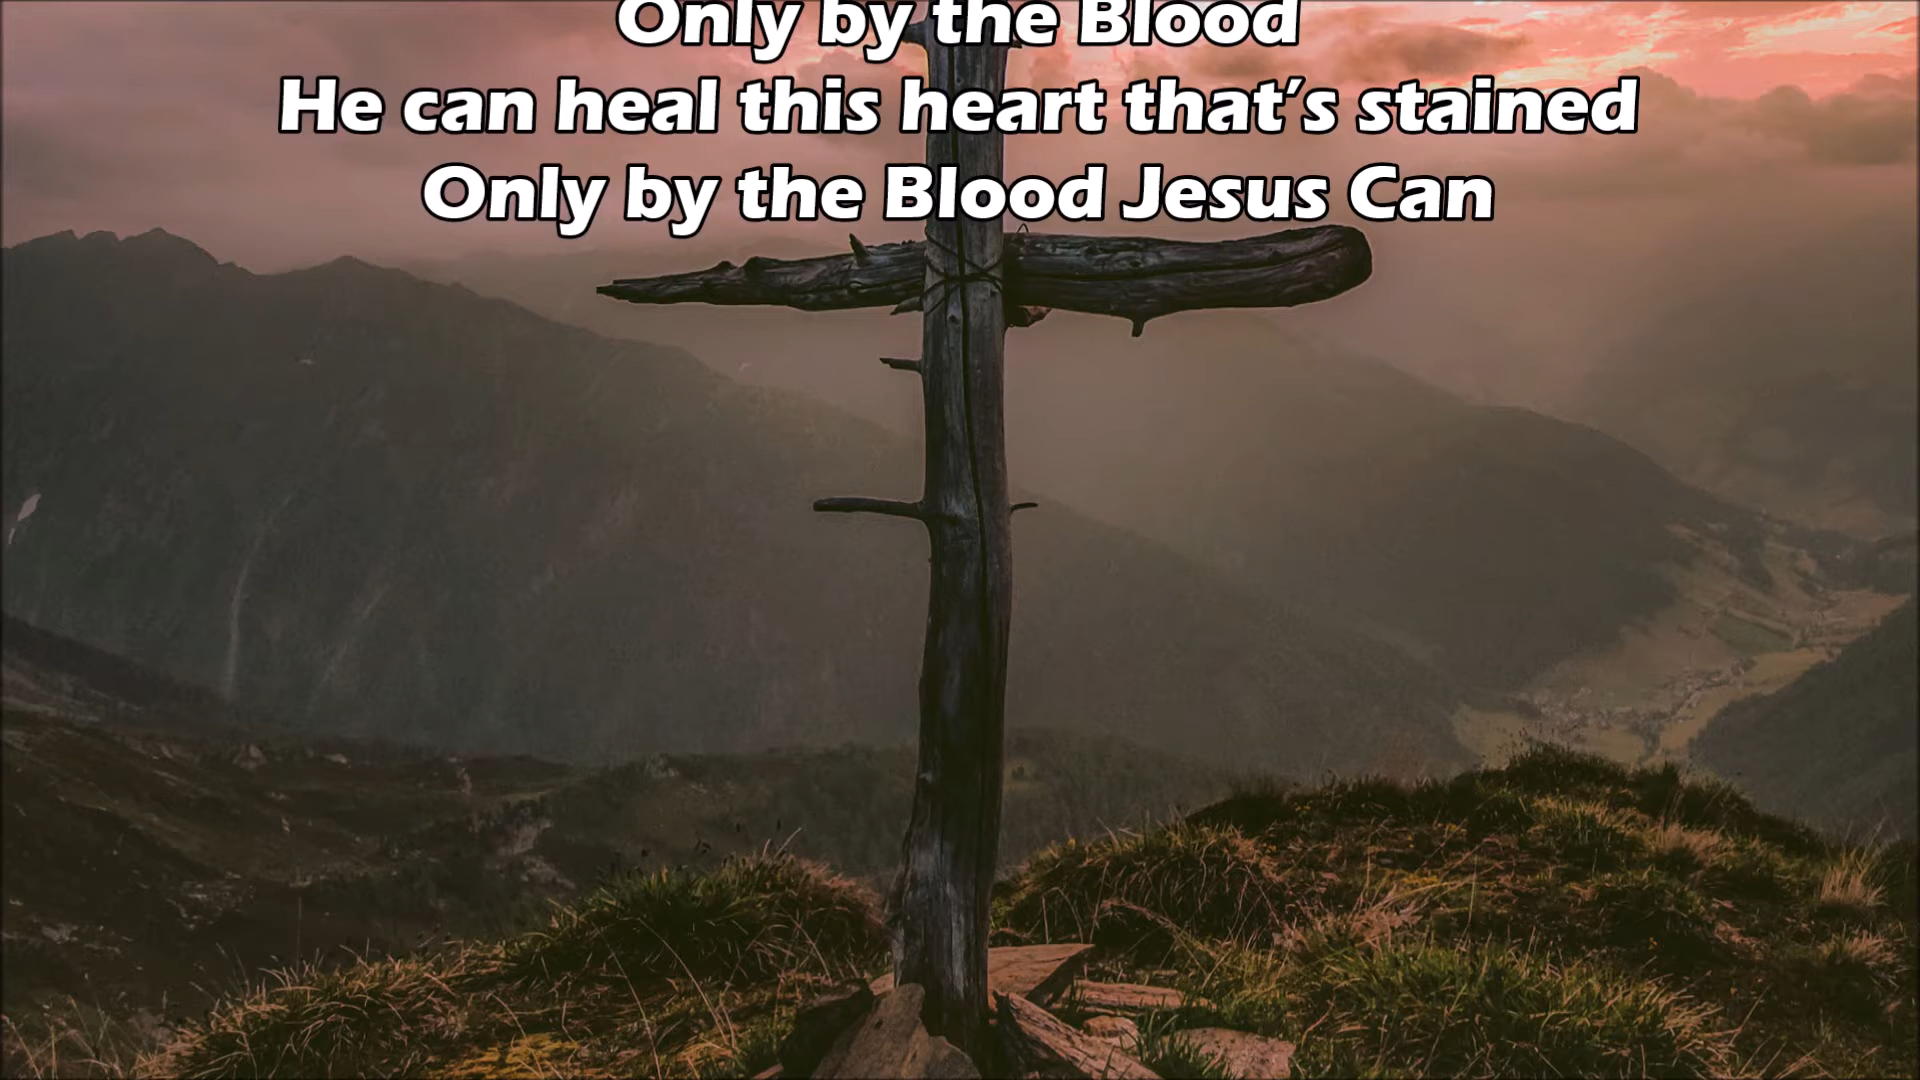 Only by the Blood
He can heal this heart that's stained
Only by the Blood Jesus Can